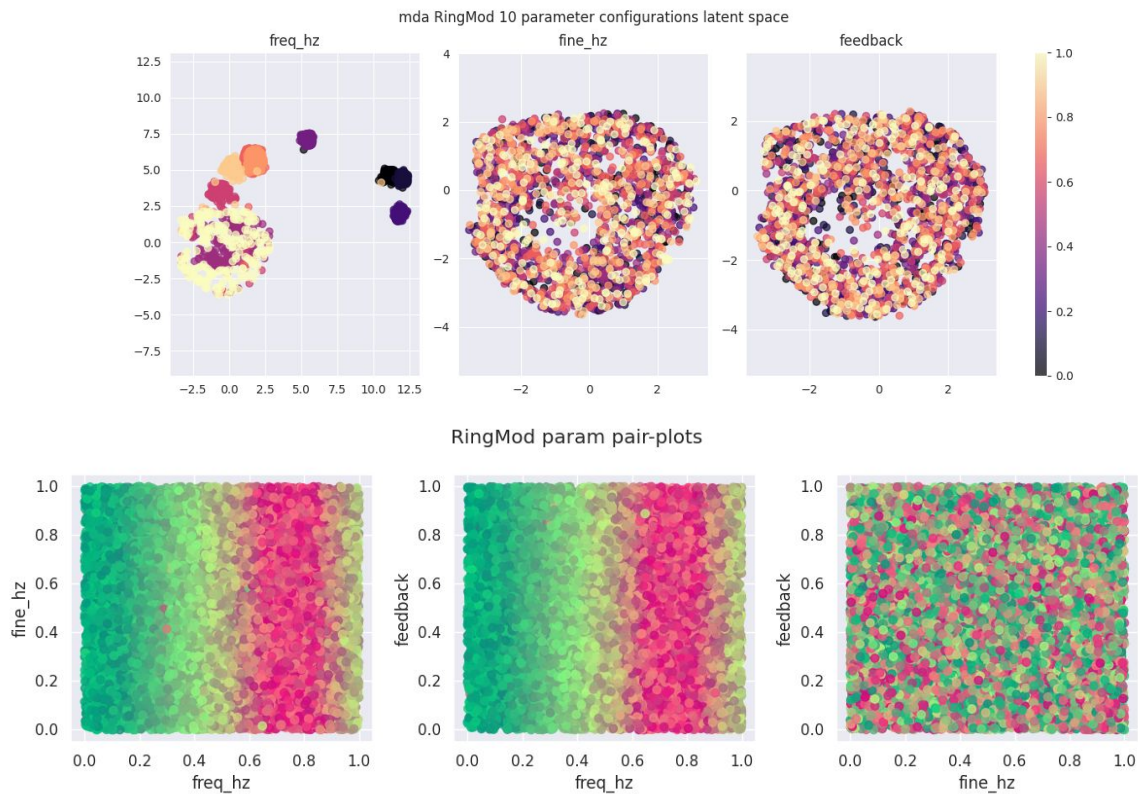 mda RingMod 10 parameter configurations latent space
freq_hz
fine_hz
feedback
12.5
10.0
7.5
5.0
2.5
0.0
−2.5
−5.0
−7.5
−2.5 0.0 2.5 5.0 7.5 10.0 12.5
4
2
0
−2
−4
−2 0 2
2
0
−2
−4
−2 0 2
1.0
0.8
0.6
0.4
0.2
0.0
RingMod param pair-plots
fine_hz
1.0
0.8
0.6
0.4
0.2
0.0
0.0 0.2 0.4 0.6 0.8 1.0
freq_hz
feedback
1.0
0.8
0.6
0.4
0.2
0.0
0.0 0.2 0.4 0.6 0.8 1.0
freq_hz
feedback
1.0
0.8
0.6
0.4
0.2
0.0
0.0 0.2 0.4 0.6 0.8 1.0
fine_hz